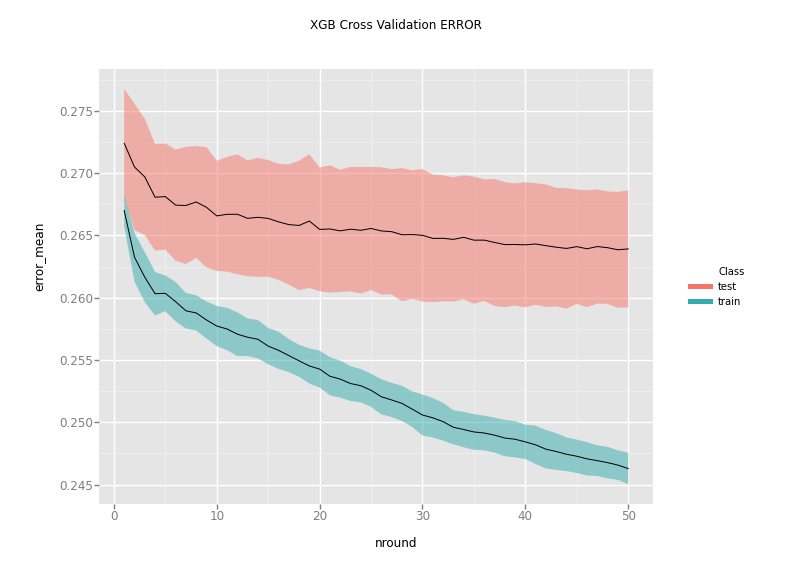 XGB Cross Validation ERROR
error_mean
0.275
0.270
0.265
0.260
0.255
0.250
0.245
0 10 20 30 40 50
nround
Class
test
train